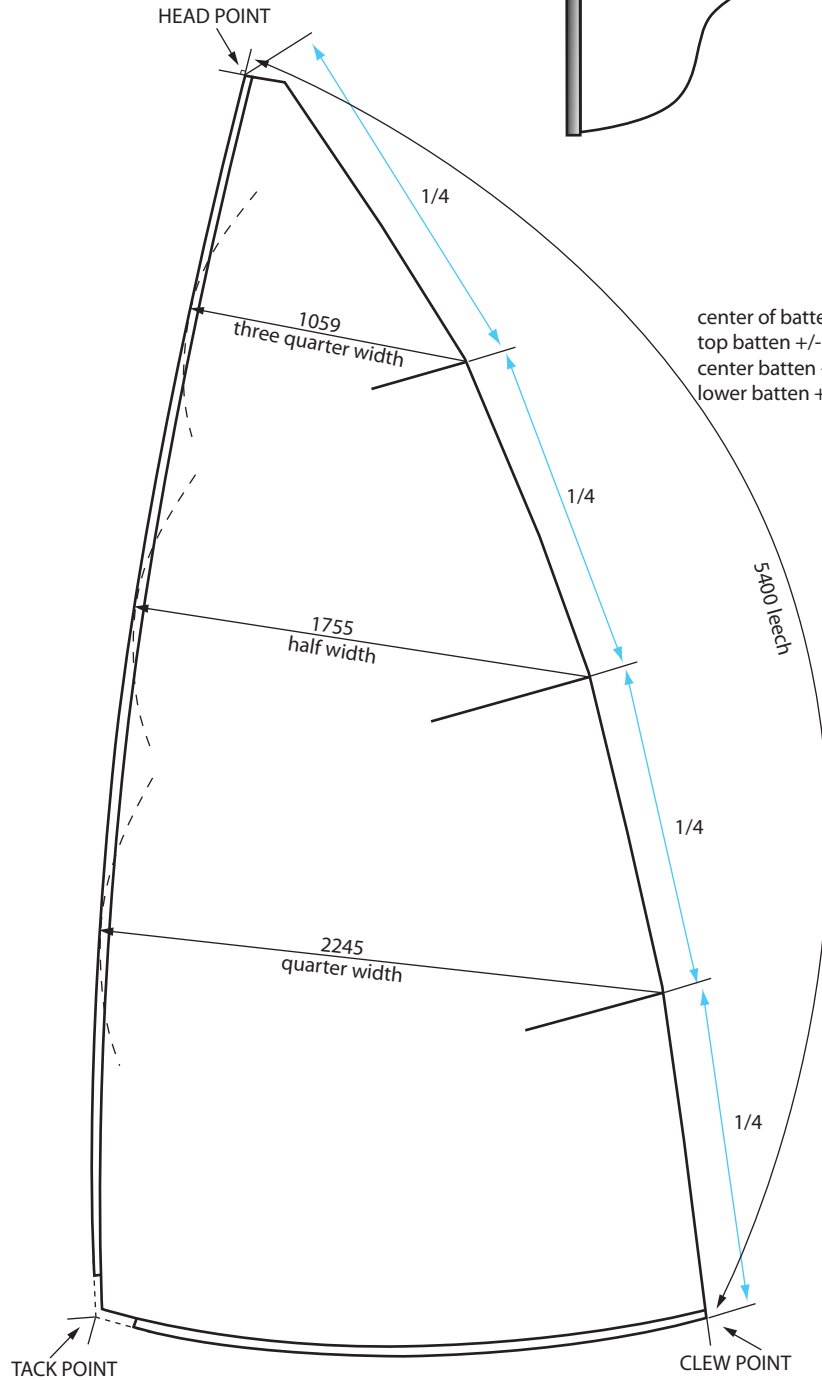 HEAD POINT
1/4
1059
three quarter width
center of batte
top batten +/-
center batten
lower batten +
1/4
5400 leech
1755
half width
1/4
2245
quarter width
1/4
TACK POINT
CLEW POINT